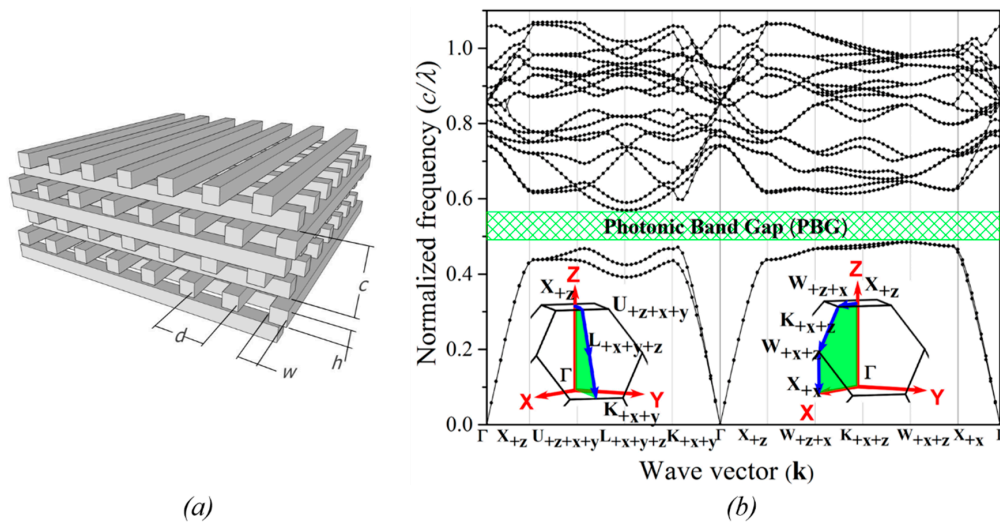 c
d
w
h
(a)
Normalized frequency (c/λ)
1.0
0.8
0.6
0.4
0.2
0.0
Photonic Band Gap (PBG)
Z
X+z
U+z+x+y
L+x+y+z
Γ
X
Y
K+x+y
Z
W+z+x
X+z
K+x+z
W+x+z
Γ
X+x
X
Y
Γ X+z U+z+x+y L+x+y+z K+x+y Γ X+z W+z+x K+x+z W+x+z X+x Γ
Wave vector (k)
(b)